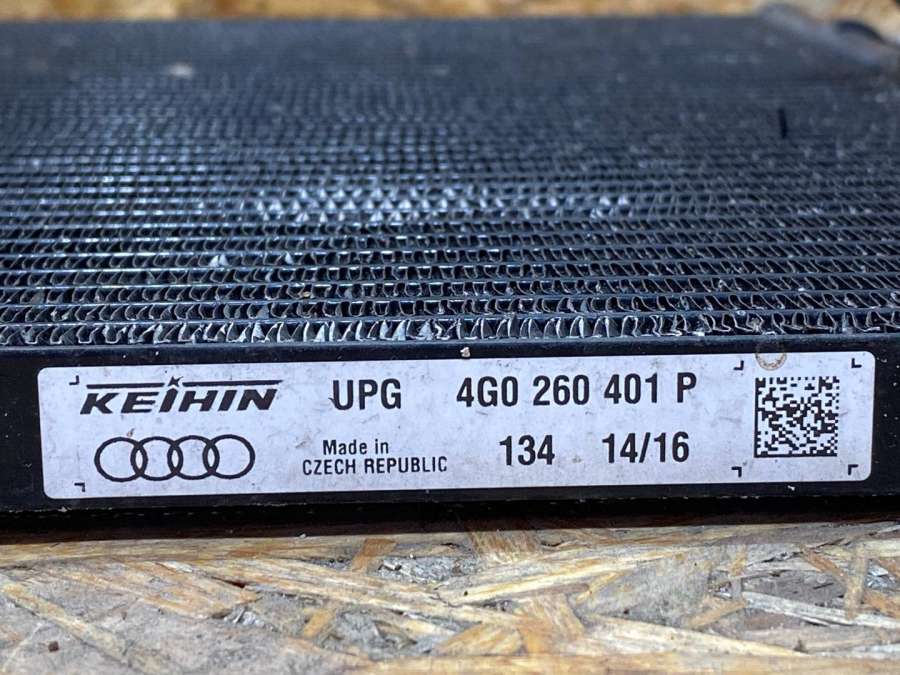 KEIHIN UPG 4G0 260 401 P
Made in 134 14/16
CZECH REPUBLIC